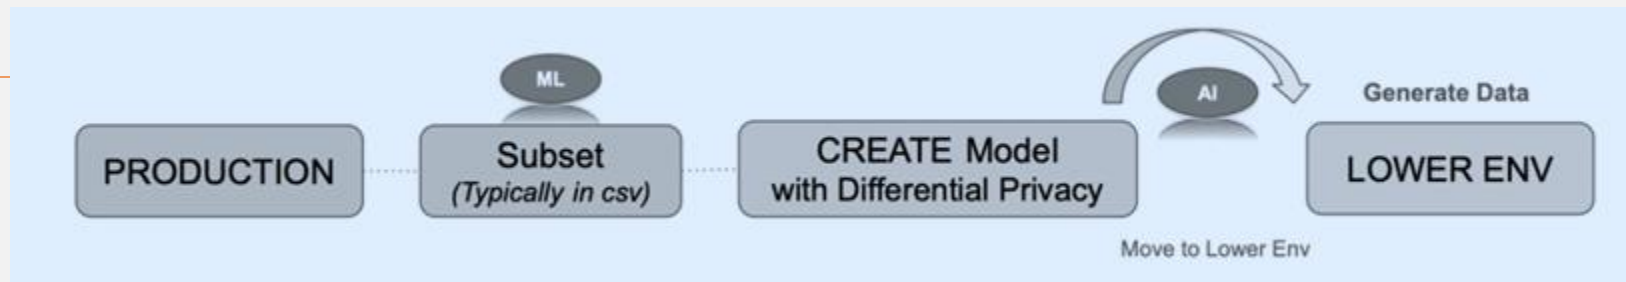 ML
AI
Generate Data
PRODUCTION
Subset
(Typically in csv)
CREATE Model
with Differential Privacy
LOWER ENV
Move to Lower Env